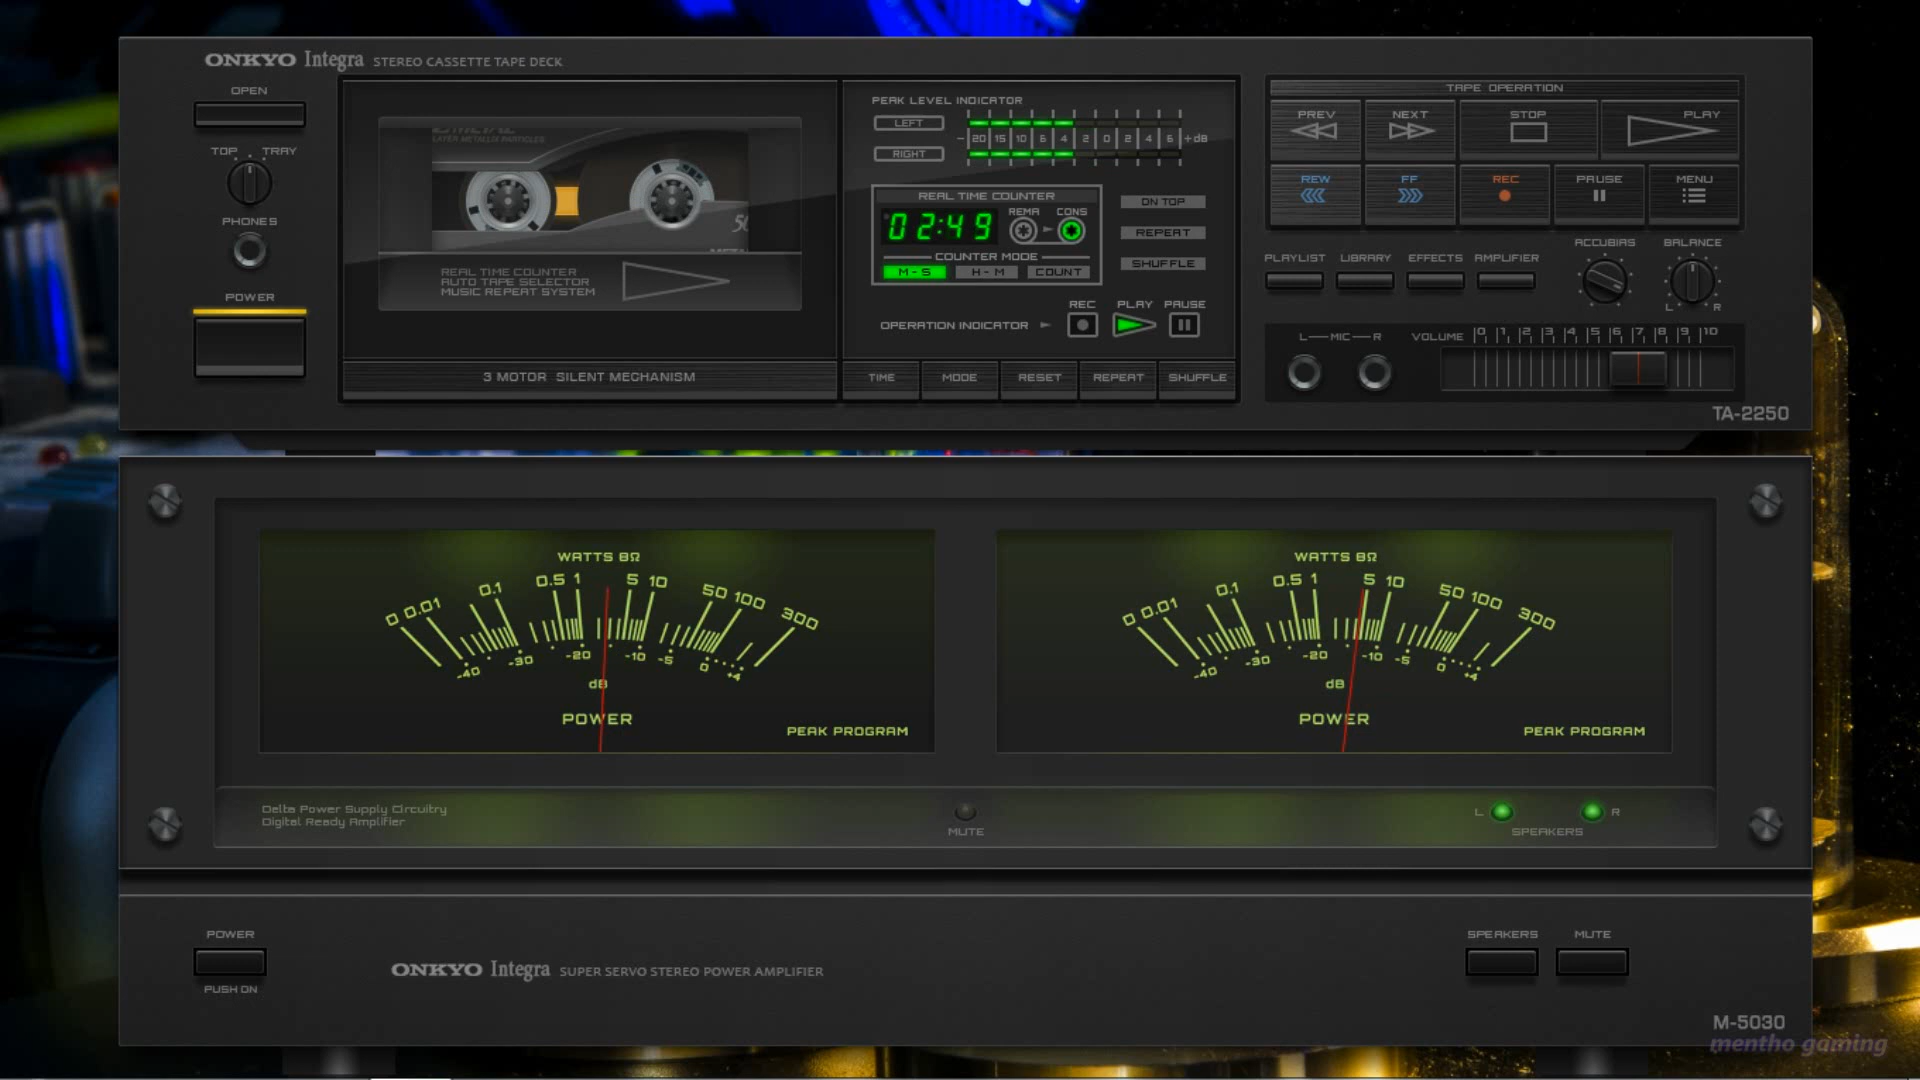 ONKYO Integra STEREO CASSETTE TAPE DECK
OPEN
TOP TRAY
PHONES
POWER
METAL
LAYER METALLIX PARTICLES
50
REAL TIME COUNTER
AUTO TAPE SELECTOR
MUSIC REPEAT SYSTEM
3 MOTOR SILENT MECHANISM
PEAK LEVEL INDICATOR
LEFT
- 20 15 10 6 4 2 0 2 4 6 +dB
RIGHT
REAL TIME COUNTER
02:49
REMA CONS
COUNTER MODE
M-S H-M COUNT
ON TOP
REPEAT
SHUFFLE
REC PLAY PAUSE
OPERATION INDICATOR
TIME MODE RESET REPEAT SHUFFLE
TAPE OPERATION
PREV NEXT STOP PLAY
REW FF REC PAUSE MENU
PLAYLIST LIBRARY EFFECTS AMPLIFIER
ACCUBIAS BALANCE
L R
L MIC R
VOLUME 0 1 2 3 4 5 6 7 8 9 10
TA-2250
WATTS 8Ω
0 0.01 0.1 0.5 1 5 10 50 100 300
-40 -30 -20 -10 -5 0 +4
dB
POWER
PEAK PROGRAM
WATTS 8Ω
0 0.01 0.1 0.5 1 5 10 50 100 300
-40 -30 -20 -10 -5 0 +4
dB
POWER
PEAK PROGRAM
Delta Power Supply Circuitry
Digital Ready Amplifier
MUTE
L R
SPEAKERS
POWER
PUSH ON
ONKYO Integra SUPER SERVO STEREO POWER AMPLIFIER
SPEAKERS MUTE
M-5030
mentho gaming